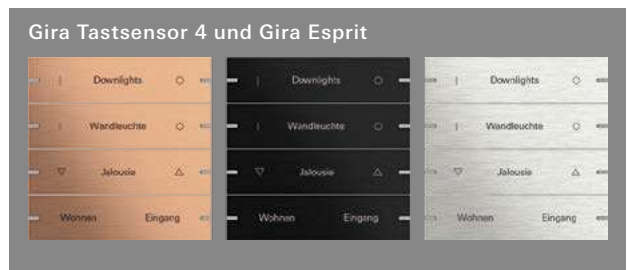 Gira Tastsensor 4 und Gira Esprit
| Downlights ○
| Wandleuchte ○
▽ Jalousie △
Wohnen Eingang
| Downlights ○
| Wandleuchte ○
▽ Jalousie △
Wohnen Eingang
| Downlights ○
| Wandleuchte ○
▽ Jalousie △
Wohnen Eingang